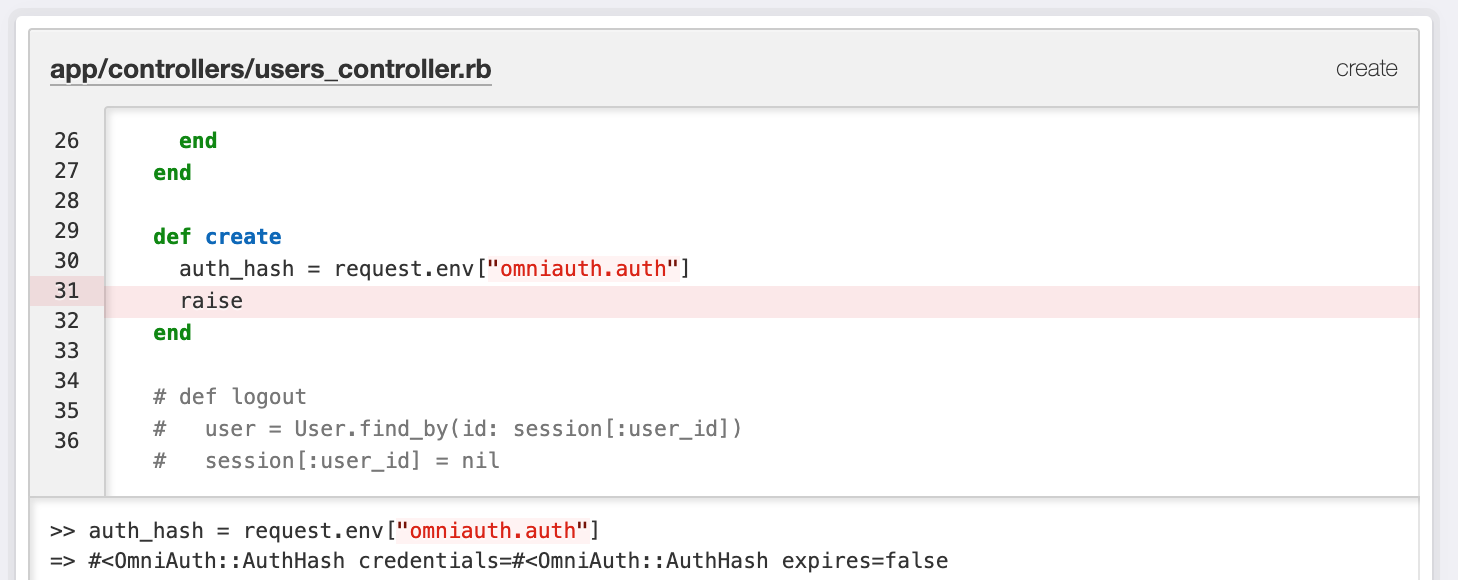 app/controllers/users_controller.rb create
26 end
27 end
28
29 def create
30 auth_hash = request.env["omniauth.auth"]
31 raise
32 end
33
34 # def logout
35 #   user = User.find_by(id: session[:user_id])
36 #   session[:user_id] = nil
>> auth_hash = request.env["omniauth.auth"]
=> #<OmniAuth::AuthHash credentials=#<OmniAuth::AuthHash expires=false